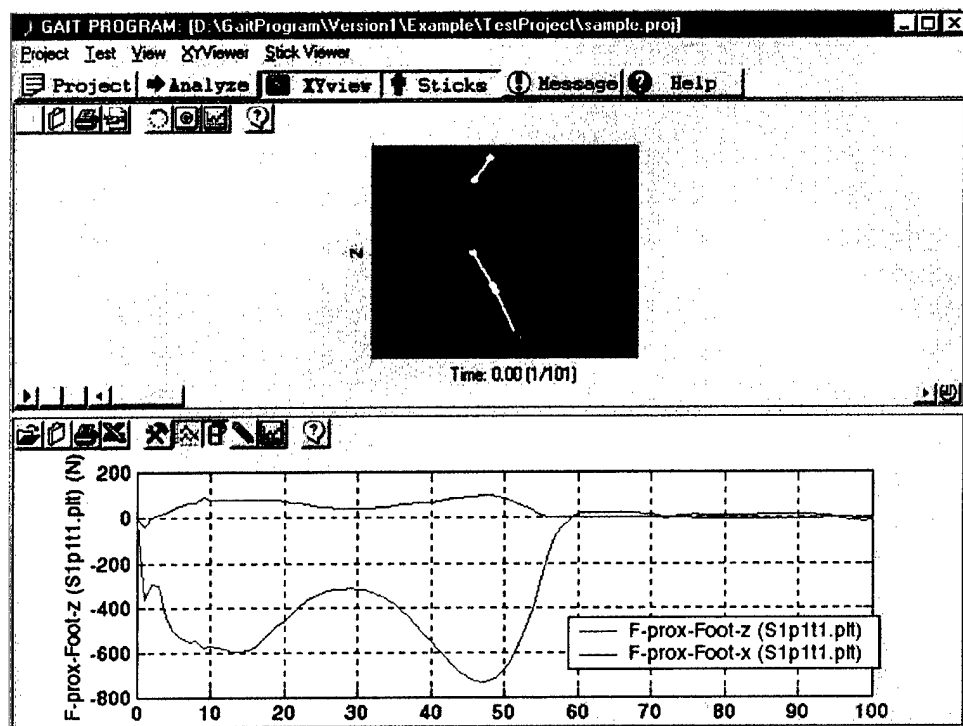 GAIT PROGRAM: [D:\GaitProgram\Version1\Example\TestProject\sample.proj]
Project Test View XYViewer Stick Viewer
Project Analyze XYview Sticks Message Help
Z
Time: 0.00 (1/101)
F-prox-Foot-z (S1p1t1.plt) (N)
200
0
-200
-400
-600
-800
F-prox-Foot-z (S1p1t1.plt)
F-prox-Foot-x (S1p1t1.plt)
0 10 20 30 40 50 60 70 80 90 100